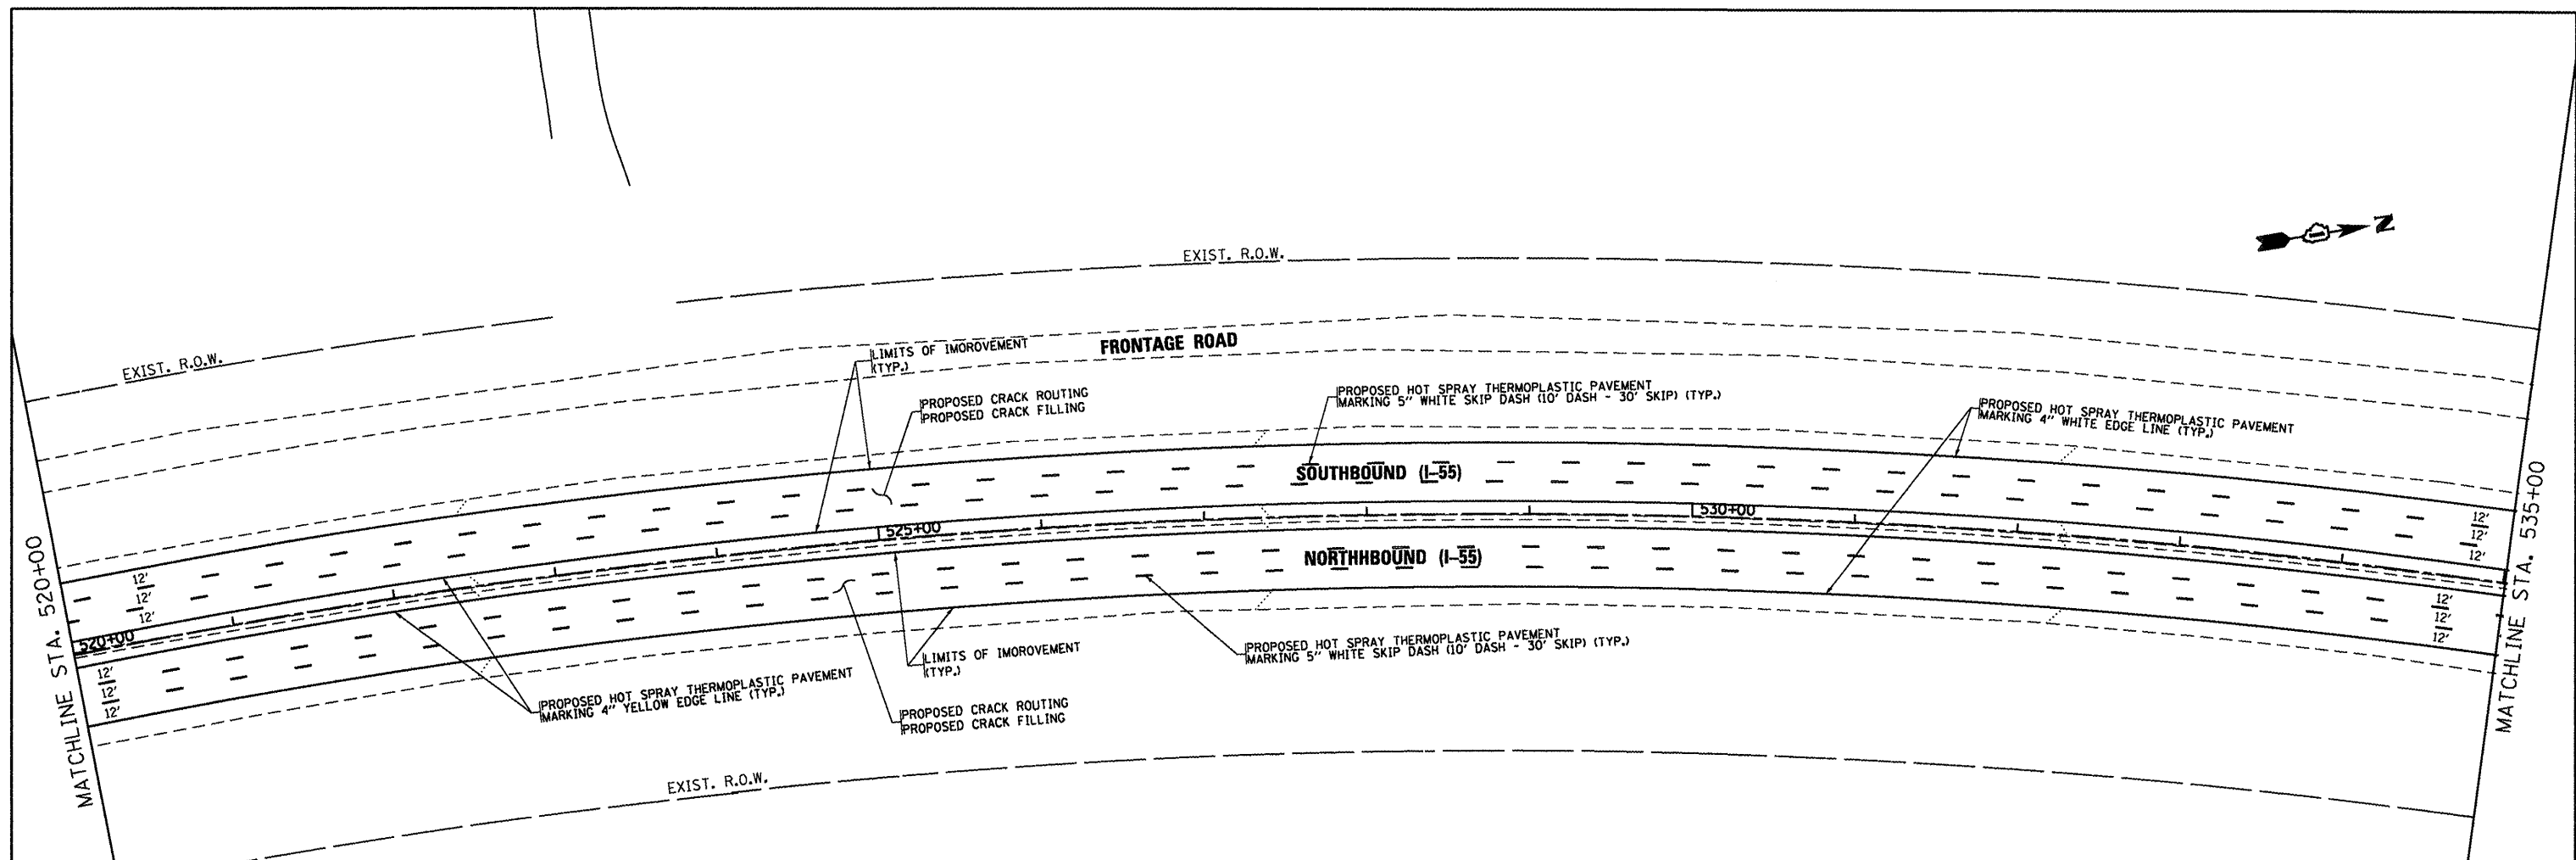 N
EXIST. R.O.W.
EXIST. R.O.W.
LIMITS OF IMOROVEMENT
(TYP.)
FRONTAGE ROAD
PROPOSED CRACK ROUTING
PROPOSED CRACK FILLING
PROPOSED HOT SPRAY THERMOPLASTIC PAVEMENT
MARKING 5" WHITE SKIP DASH (10' DASH - 30' SKIP) (TYP.)
PROPOSED HOT SPRAY THERMOPLASTIC PAVEMENT
MARKING 4" WHITE EDGE LINE (TYP.)
SOUTHBOUND (I-55)
MATCHLINE STA. 520+00
MATCHLINE STA. 535+00
12'
12'
12'
12'
12'
12'
520+00
525+00
530+00
NORTHHBOUND (I-55)
12'
12'
12'
12'
12'
12'
PROPOSED HOT SPRAY THERMOPLASTIC PAVEMENT
MARKING 4" YELLOW EDGE LINE (TYP.)
LIMITS OF IMOROVEMENT
(TYP.)
PROPOSED HOT SPRAY THERMOPLASTIC PAVEMENT
MARKING 5" WHITE SKIP DASH (10' DASH - 30' SKIP) (TYP.)
PROPOSED CRACK ROUTING
PROPOSED CRACK FILLING
EXIST. R.O.W.